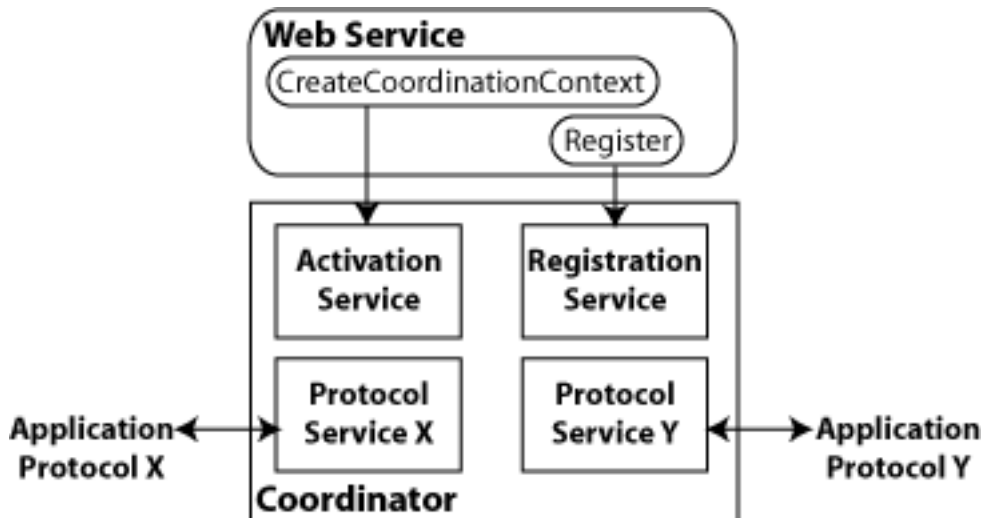 Web Service
CreateCoordinationContext
Register
Activation
Service
Registration
Service
Protocol
Service X
Protocol
Service Y
Application
Protocol X
Application
Protocol Y
Coordinator